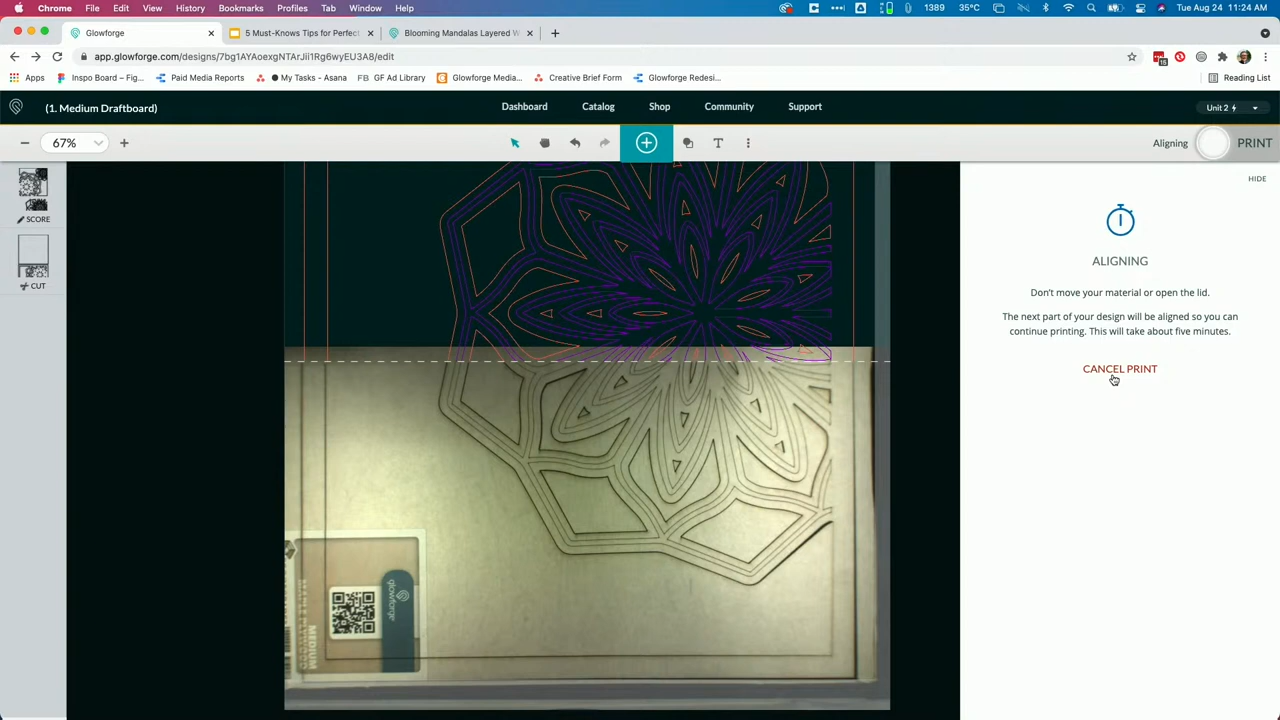 Chrome File Edit View History Bookmarks Profiles Tab Window Help 1389 35°C Tue Aug 24 11:24 AM
Glowforge
5 Must-Knows Tips for Perfect
Blooming Mandalas Layered W
app.glowforge.com/designs/7bg1AYAoexgNTArJii1Rg6wyEU3A8/edit
Apps Inspo Board – Fig... Paid Media Reports My Tasks - Asana FB GF Ad Library Glowforge Media... Creative Brief Form Glowforge Redesi... Reading List
(1. Medium Draftboard) Dashboard Catalog Shop Community Support Unit 2
67% T Aligning PRINT
HIDE
SCORE
CUT
ALIGNING
Don't move your material or open the lid.
The next part of your design will be aligned so you can
continue printing. This will take about five minutes.
CANCEL PRINT
glowforge
MEDIUM